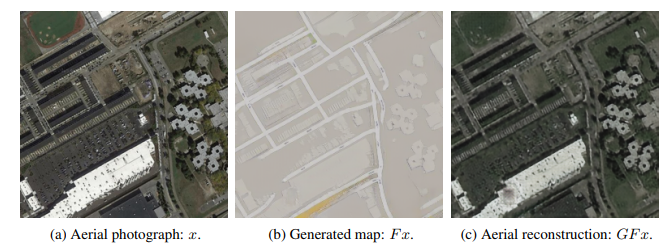 (a) Aerial photograph: x.
(b) Generated map: Fx.
(c) Aerial reconstruction: GFx.